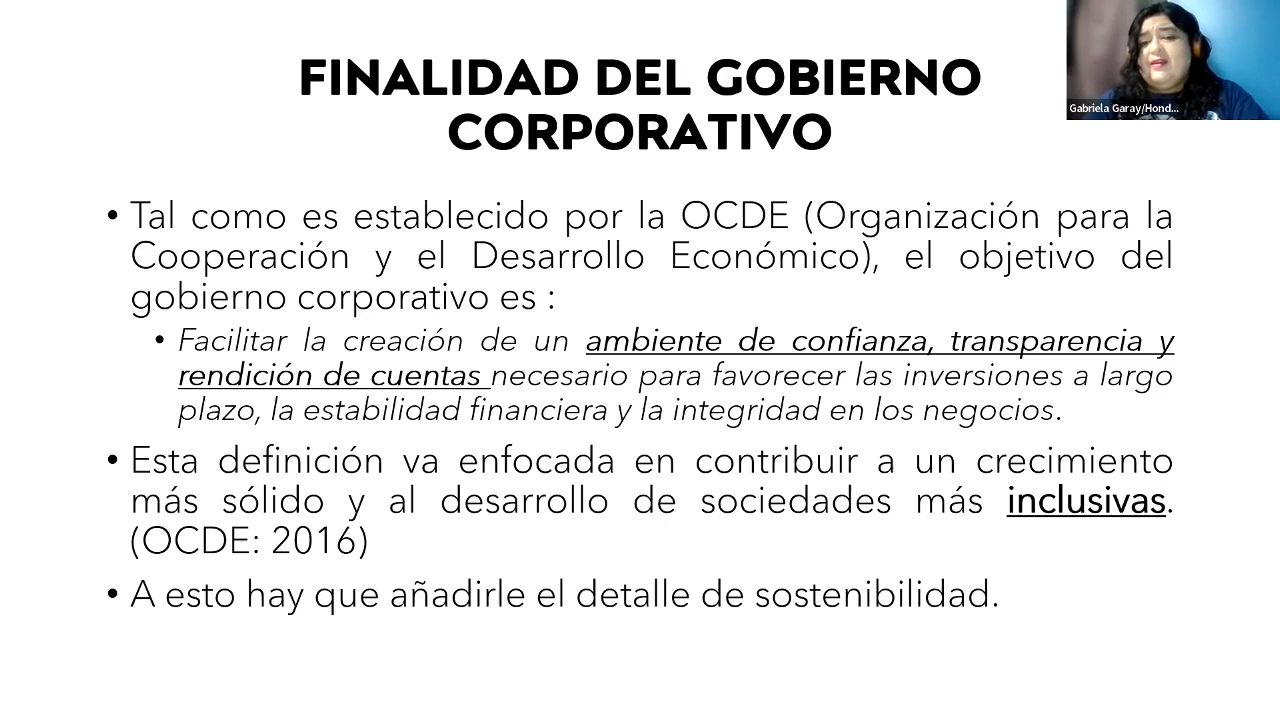 FINALIDAD DEL GOBIERNO
CORPORATIVO
Gabriela Garay/Hond...
• Tal como es establecido por la OCDE (Organización para la
Cooperación y el Desarrollo Económico), el objetivo del
gobierno corporativo es :
• Facilitar la creación de un ambiente de confianza, transparencia y
rendición de cuentas necesario para favorecer las inversiones a largo
plazo, la estabilidad financiera y la integridad en los negocios.
• Esta definición va enfocada en contribuir a un crecimiento
más sólido y al desarrollo de sociedades más inclusivas.
(OCDE: 2016)
• A esto hay que añadirle el detalle de sostenibilidad.